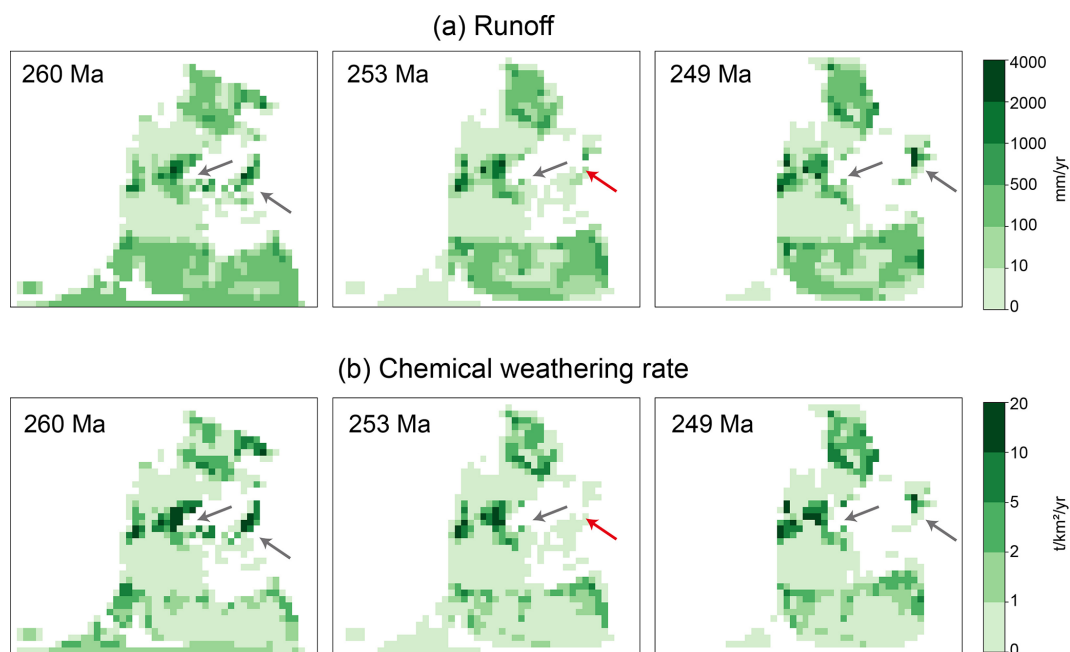 (a) Runoff
260 Ma
253 Ma
249 Ma
4000
2000
1000
500
100
10
0
mm/yr
(b) Chemical weathering rate
260 Ma
253 Ma
249 Ma
20
10
5
2
1
0
t/km²/yr